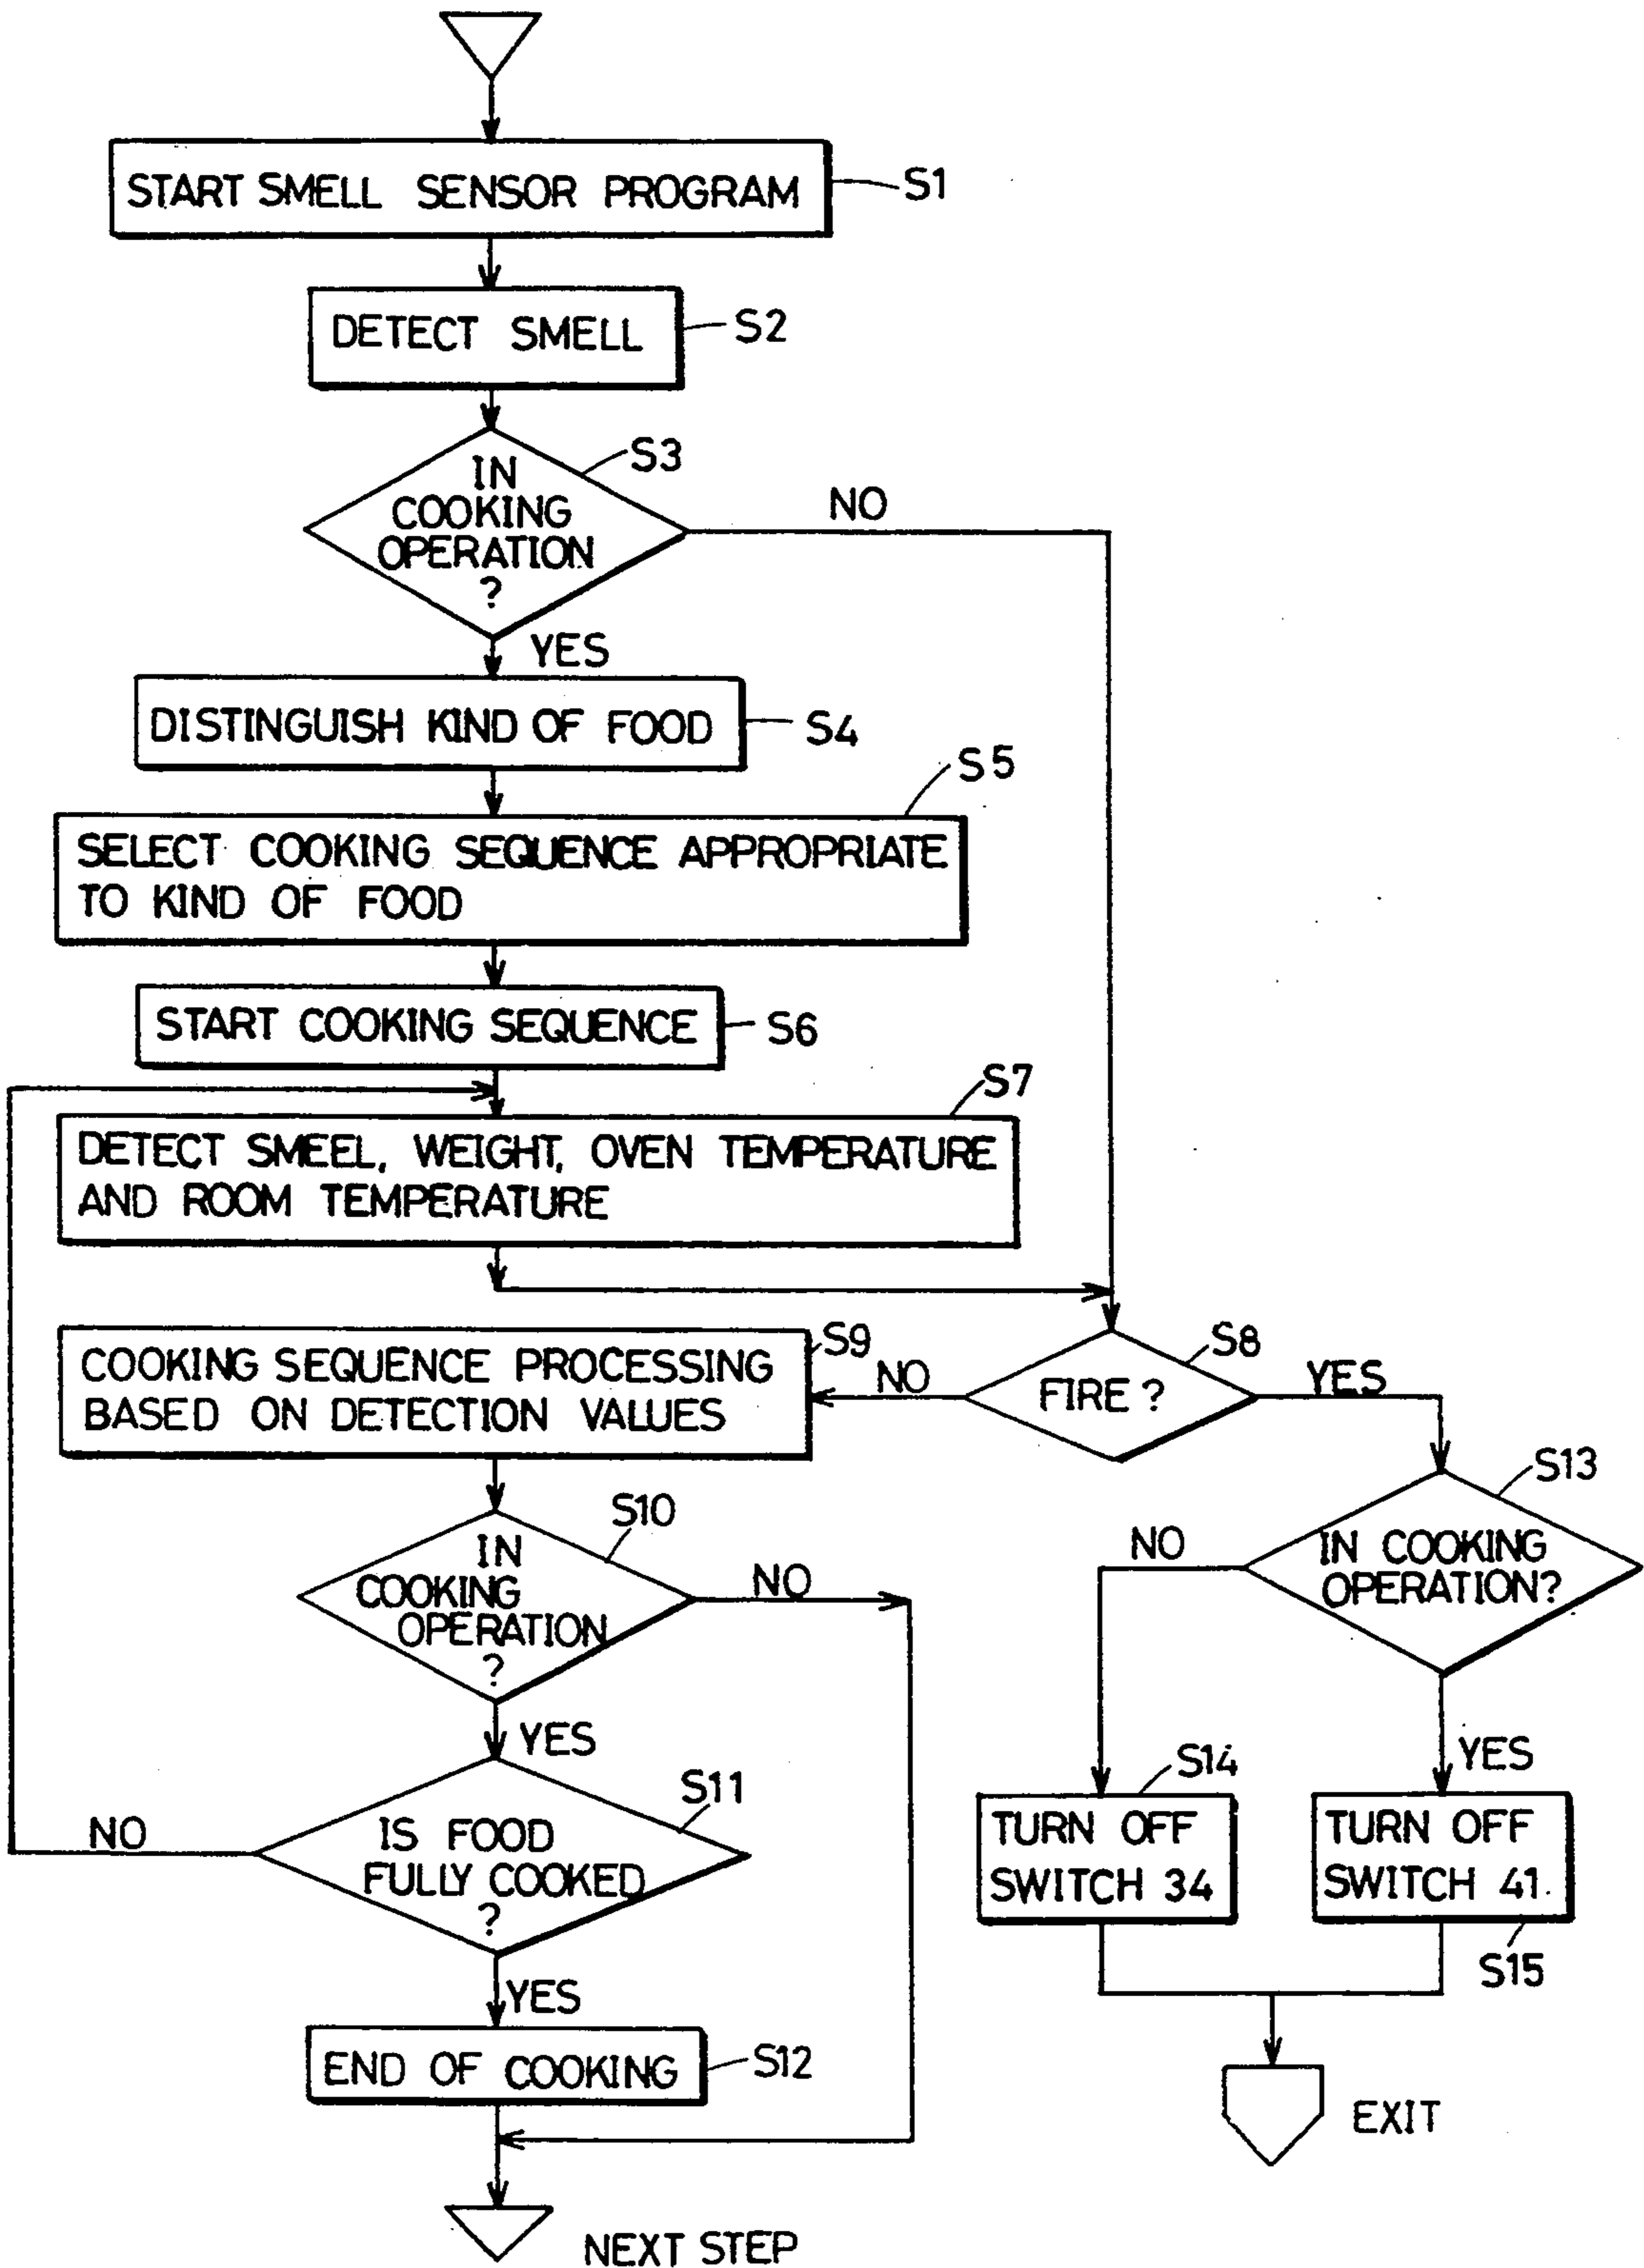 START SMELL SENSOR PROGRAM
S1
DETECT SMELL
S2
IN
COOKING
OPERATION
?
S3
NO
YES
DISTINGUISH KIND OF FOOD
S4
S5
SELECT COOKING SEQUENCE APPROPRIATE
TO KIND OF FOOD
START COOKING SEQUENCE
S6
S7
DETECT SMEEL, WEIGHT, OVEN TEMPERATURE
AND ROOM TEMPERATURE
S9
COOKING SEQUENCE PROCESSING
BASED ON DETECTION VALUES
NO
S8
FIRE ?
YES
S10
IN
COOKING
OPERATION
?
NO
YES
S13
IN COOKING
OPERATION?
NO
YES
S11
IS FOOD
FULLY COOKED
?
NO
YES
S14
TURN OFF
SWITCH 34
TURN OFF
SWITCH 41
S15
END OF COOKING
S12
EXIT
NEXT STEP